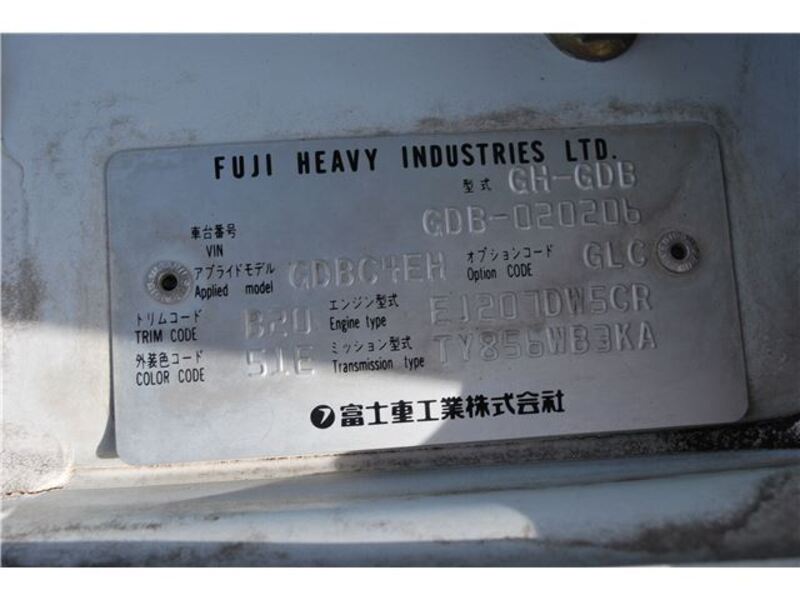 FUJI HEAVY INDUSTRIES LTD.
型式 GH-GDB
車台番号 VIN GDB-020206
アプライドモデル Applied model GDBC4EH オプションコード Option CODE GLC
トリムコード TRIM CODE B20 エンジン型式 Engine type EJ207DW5CR
外装色コード COLOR CODE 51E ミッション型式 Transmission type TY856WB3KA
富士重工業株式会社